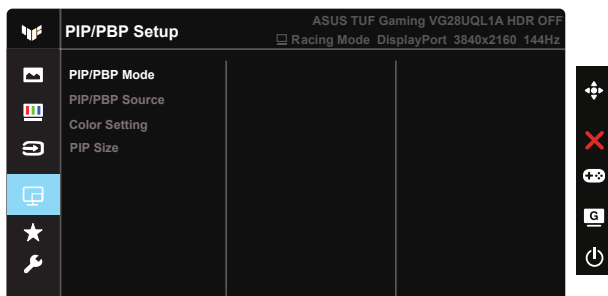 PIP/PBP Setup
ASUS TUF Gaming VG28UQL1A HDR OFF
Racing Mode DisplayPort 3840x2160 144Hz
PIP/PBP Mode
PIP/PBP Source
Color Setting
PIP Size
G